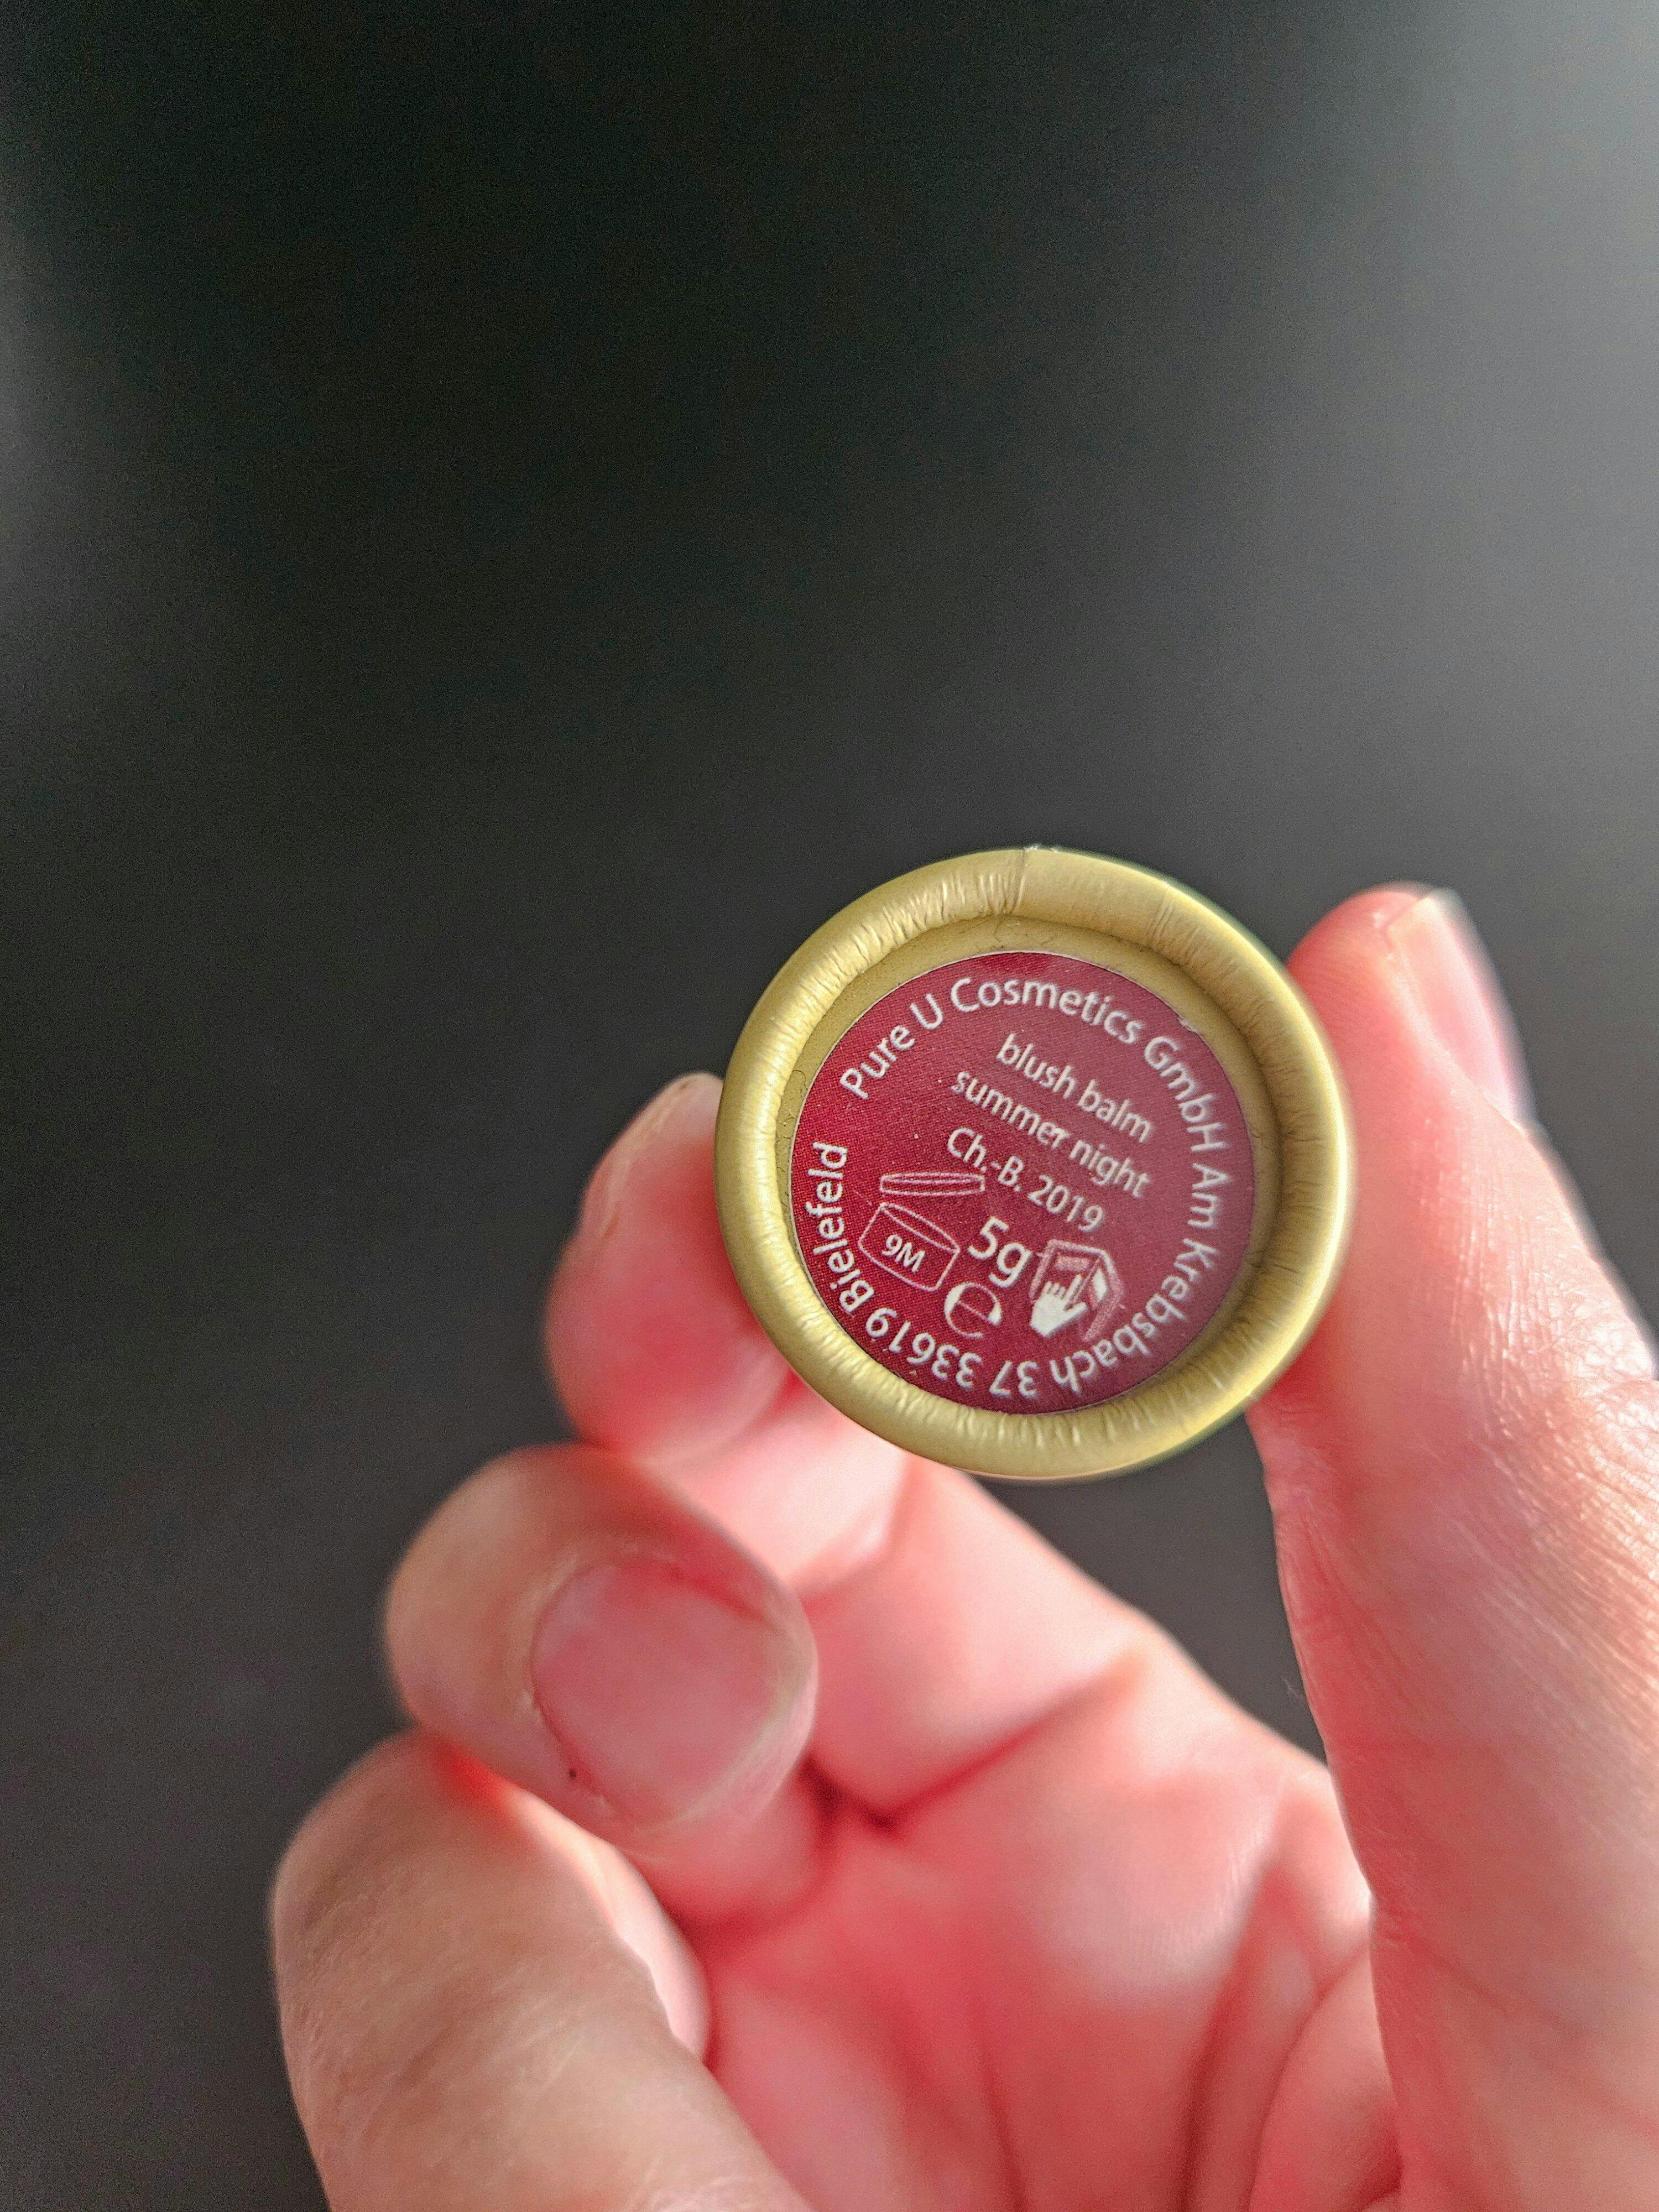 Pure U Cosmetics GmbH Am Krebsbach 37 33619 Bielefeld
blush balm
summer night
Ch.-B. 2019
5g
9M
e